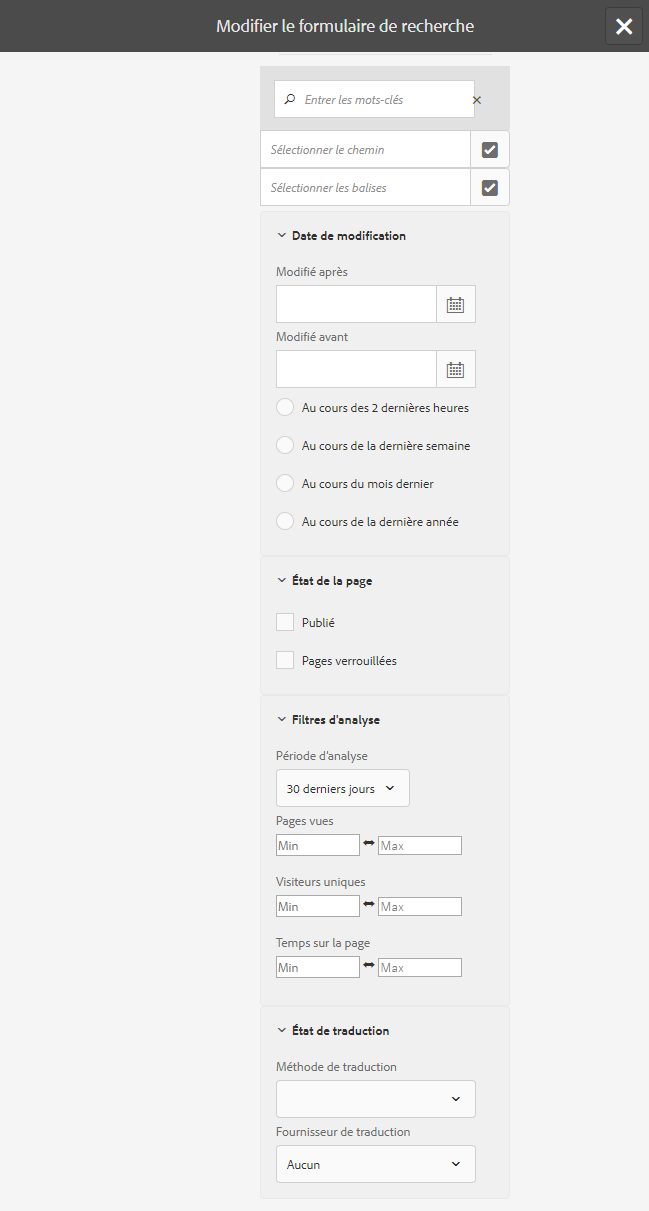 Modifier le formulaire de recherche
Entrer les mots-clés
Sélectionner le chemin
Sélectionner les balises
Date de modification
Modifié après
Modifié avant
Au cours des 2 dernières heures
Au cours de la dernière semaine
Au cours du mois dernier
Au cours de la dernière année
État de la page
Publié
Pages verrouillées
Filtres d'analyse
Période d'analyse
30 derniers jours
Pages vues
Min Max
Visiteurs uniques
Min Max
Temps sur la page
Min Max
État de traduction
Méthode de traduction
Fournisseur de traduction
Aucun